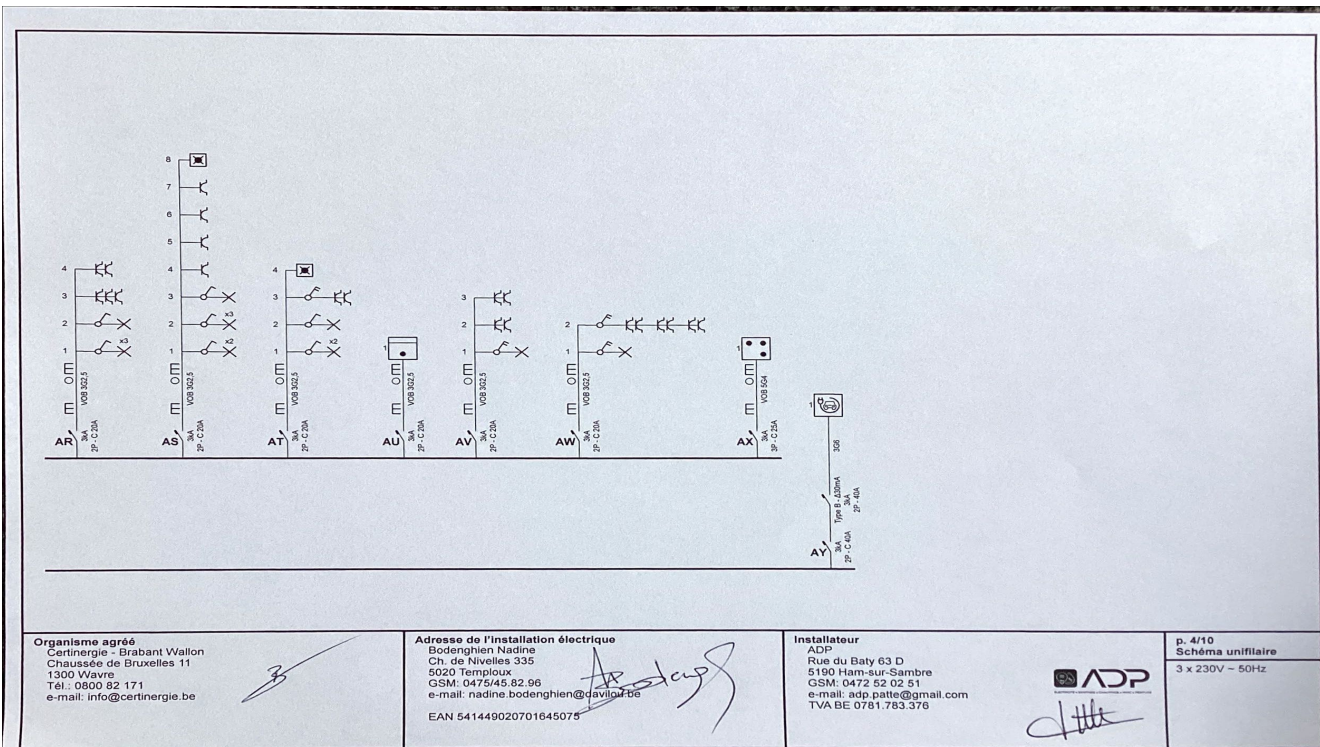 8
7
6
5
4
3
x3
2
x2
1
VOB 3G2,5
AS
3kA
2P - C 20A
4
3
2
x3
1
VOB 3G2,5
AR
3kA
2P - C 20A
4
3
2
x2
1
VOB 3G2,5
AT
3kA
2P - C 20A
1
VOB 3G2,5
AU
3kA
2P - C 20A
3
2
1
VOB 3G2,5
AV
3kA
2P - C 20A
2
1
VOB 3G2,5
AW
3kA
2P - C 20A
1
VOB 5G4
AX
3kA
3P - C 25A
1
3G6
Type B - Δ30mA
3kA
2P - 40A
AY
3kA
2P - C 40A
Organisme agréé
Certinergie - Brabant Wallon
Chaussée de Bruxelles 11
1300 Wavre
Tél.: 0800 82 171
e-mail: info@certinergie.be
Adresse de l'installation électrique
Bodenghien Nadine
Ch. de Nivelles 335
5020 Temploux
GSM: 0475/45.82.96
e-mail: nadine.bodenghien@davilou.be
EAN 541449020701645075
Installateur
ADP
Rue du Baty 63 D
5190 Ham-sur-Sambre
GSM: 0472 52 02 51
e-mail: adp.patte@gmail.com
TVA BE 0781.783.376
ADP
p. 4/10
Schéma unifilaire
3 x 230V ~ 50Hz